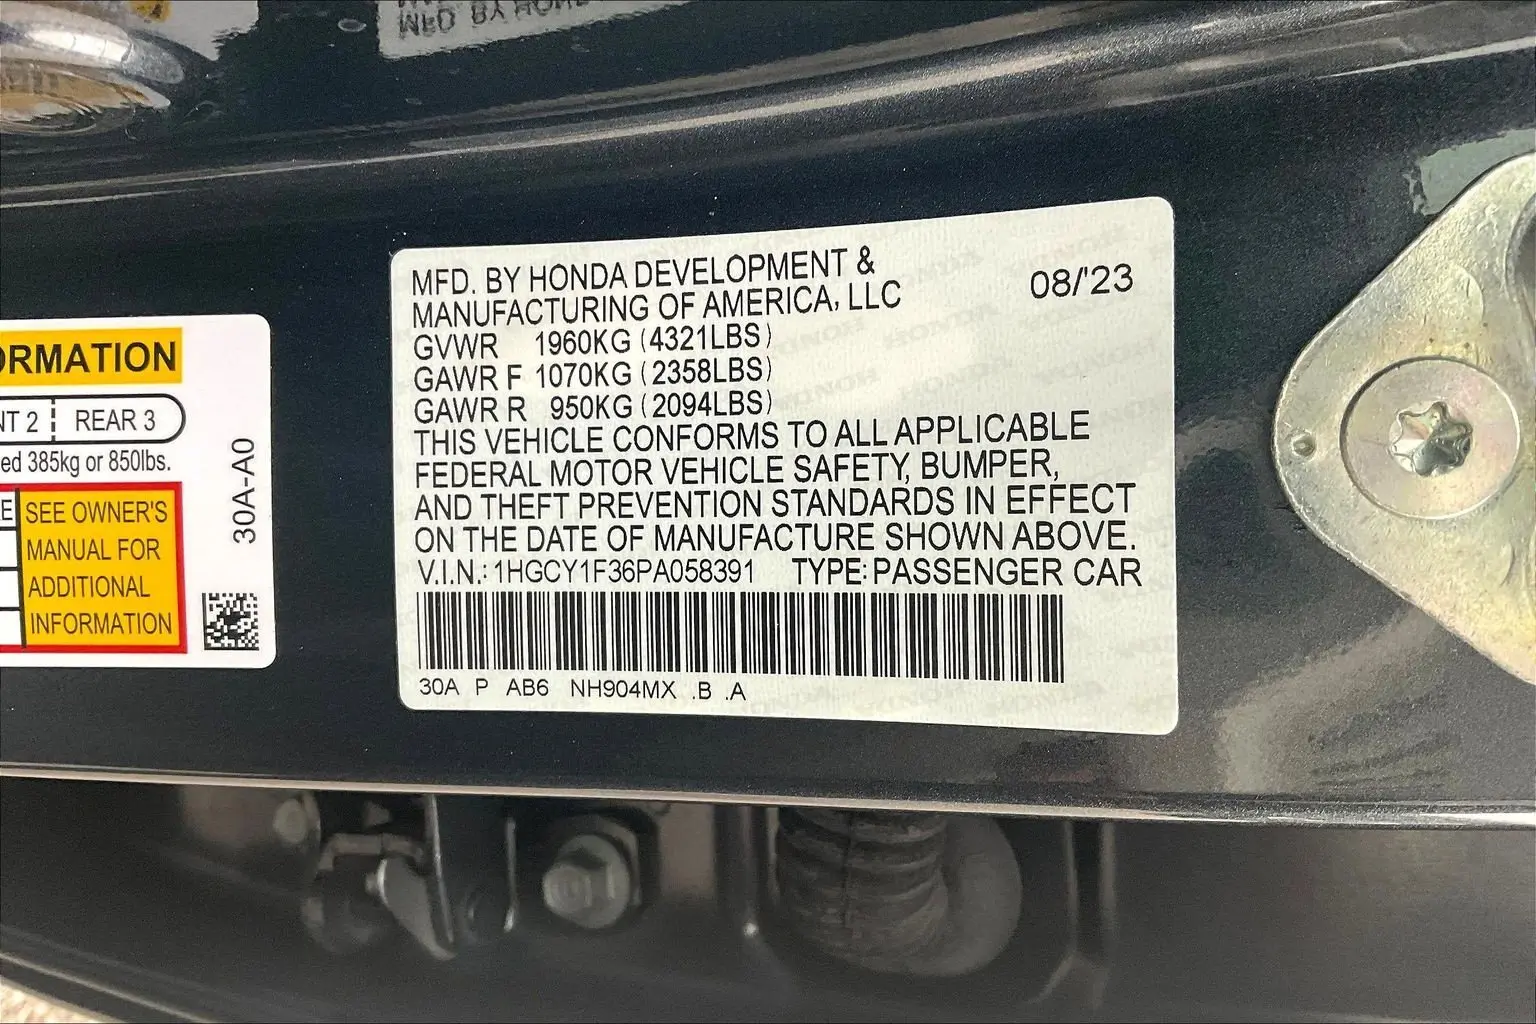 MFD. BY HON
ORMATION
NT 2 REAR 3
ed 385kg or 850lbs.
E
SEE OWNER'S
MANUAL FOR
ADDITIONAL
INFORMATION
30A-A0
MFD. BY HONDA DEVELOPMENT &
MANUFACTURING OF AMERICA, LLC
08/'23
GVWR 1960KG (4321LBS)
GAWR F 1070KG (2358LBS)
GAWR R 950KG (2094LBS)
THIS VEHICLE CONFORMS TO ALL APPLICABLE
FEDERAL MOTOR VEHICLE SAFETY, BUMPER,
AND THEFT PREVENTION STANDARDS IN EFFECT
ON THE DATE OF MANUFACTURE SHOWN ABOVE.
V.I.N.: 1HGCY1F36PA058391 TYPE: PASSENGER CAR
30A P AB6 NH904MX .B .A